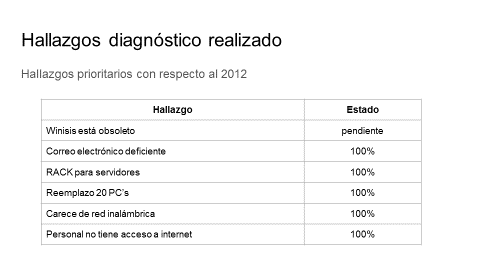 Hallazgos diagnóstico realizado
Hallazgos prioritarios con respecto al 2012
Hallazgo Estado
Winisis está obsoleto pendiente
Correo electrónico deficiente 100%
RACK para servidores 100%
Reemplazo 20 PC's 100%
Carece de red inalámbrica 100%
Personal no tiene acceso a internet 100%